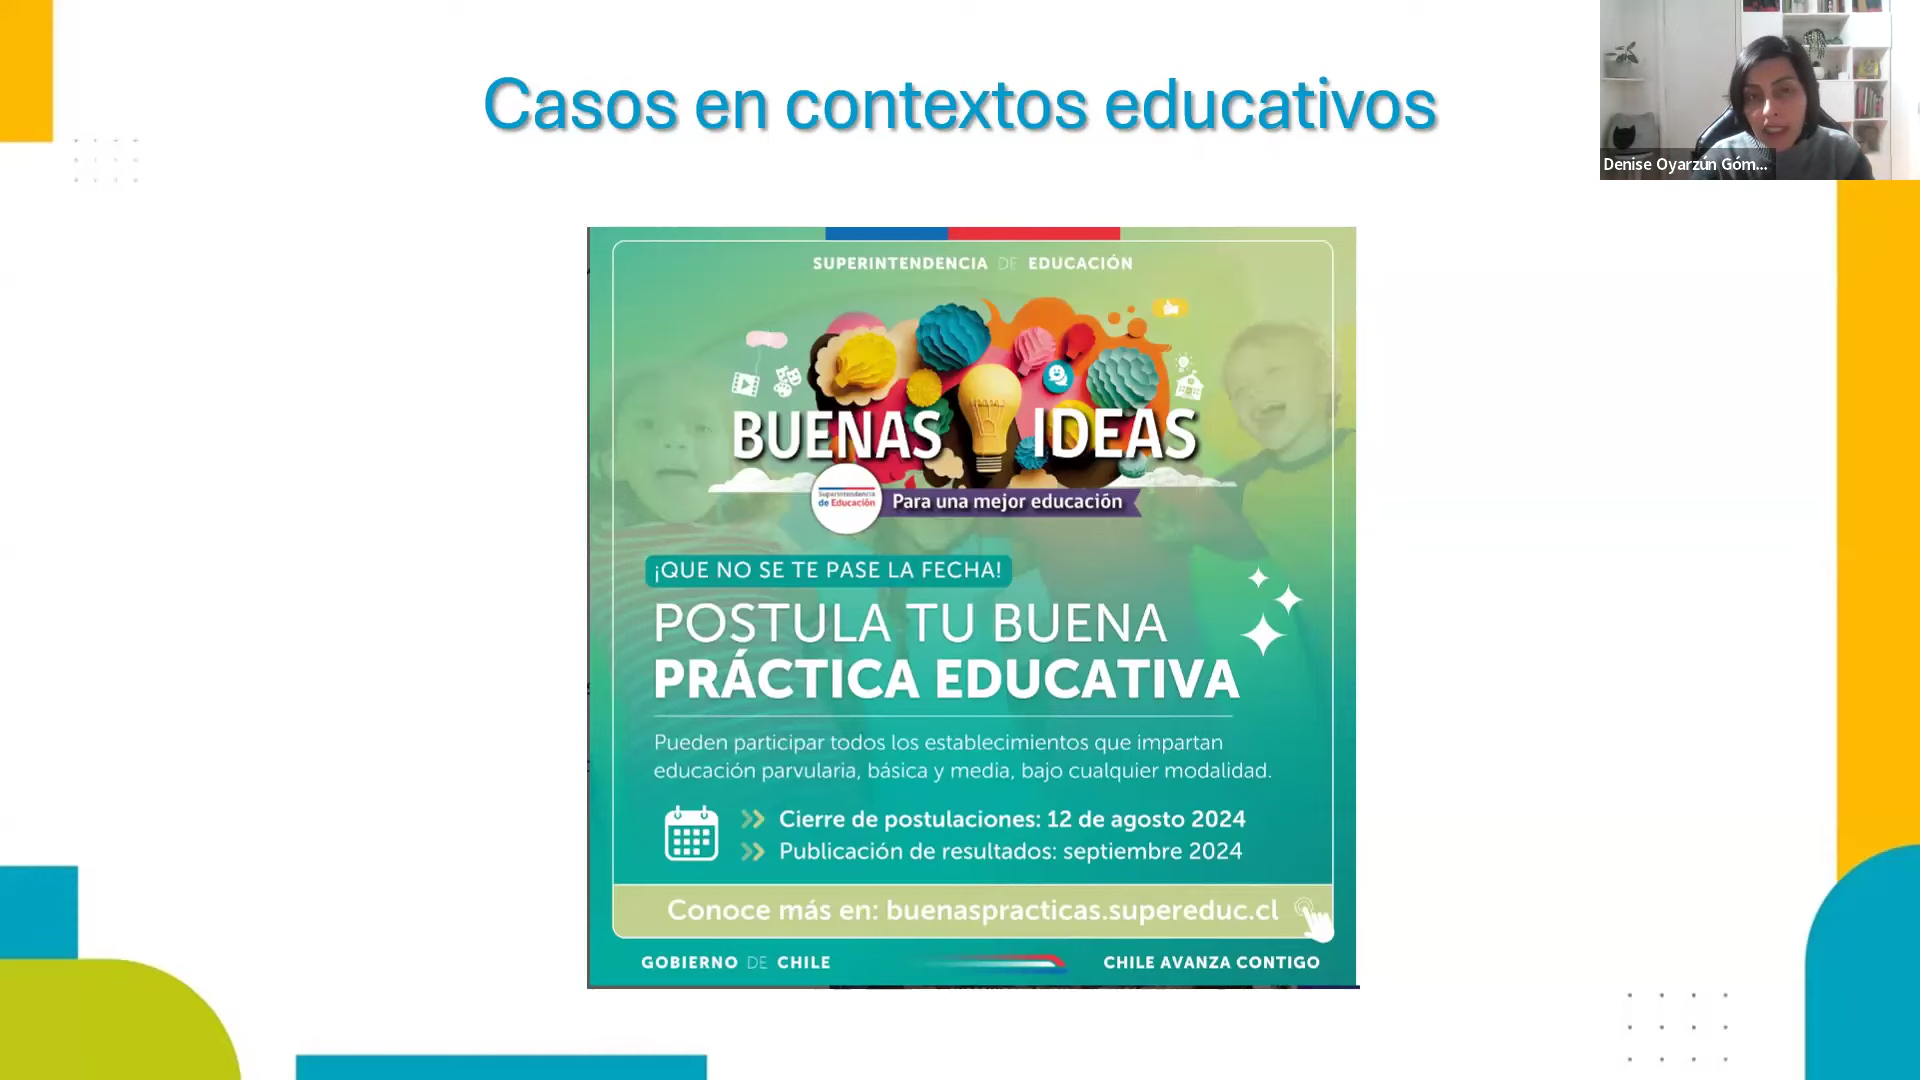 Casos en contextos educativos
Denise Oyarzún Góm...
SUPERINTENDENCIA DE EDUCACIÓN
BUENAS IDEAS
Superintendencia
de Educación
Para una mejor educación
¡QUE NO SE TE PASE LA FECHA!
POSTULA TU BUENA
PRÁCTICA EDUCATIVA
Pueden participar todos los establecimientos que impartan
educación parvularia, básica y media, bajo cualquier modalidad.
Cierre de postulaciones: 12 de agosto 2024
Publicación de resultados: septiembre 2024
Conoce más en: buenaspracticas.supereduc.cl
GOBIERNO DE CHILE
CHILE AVANZA CONTIGO